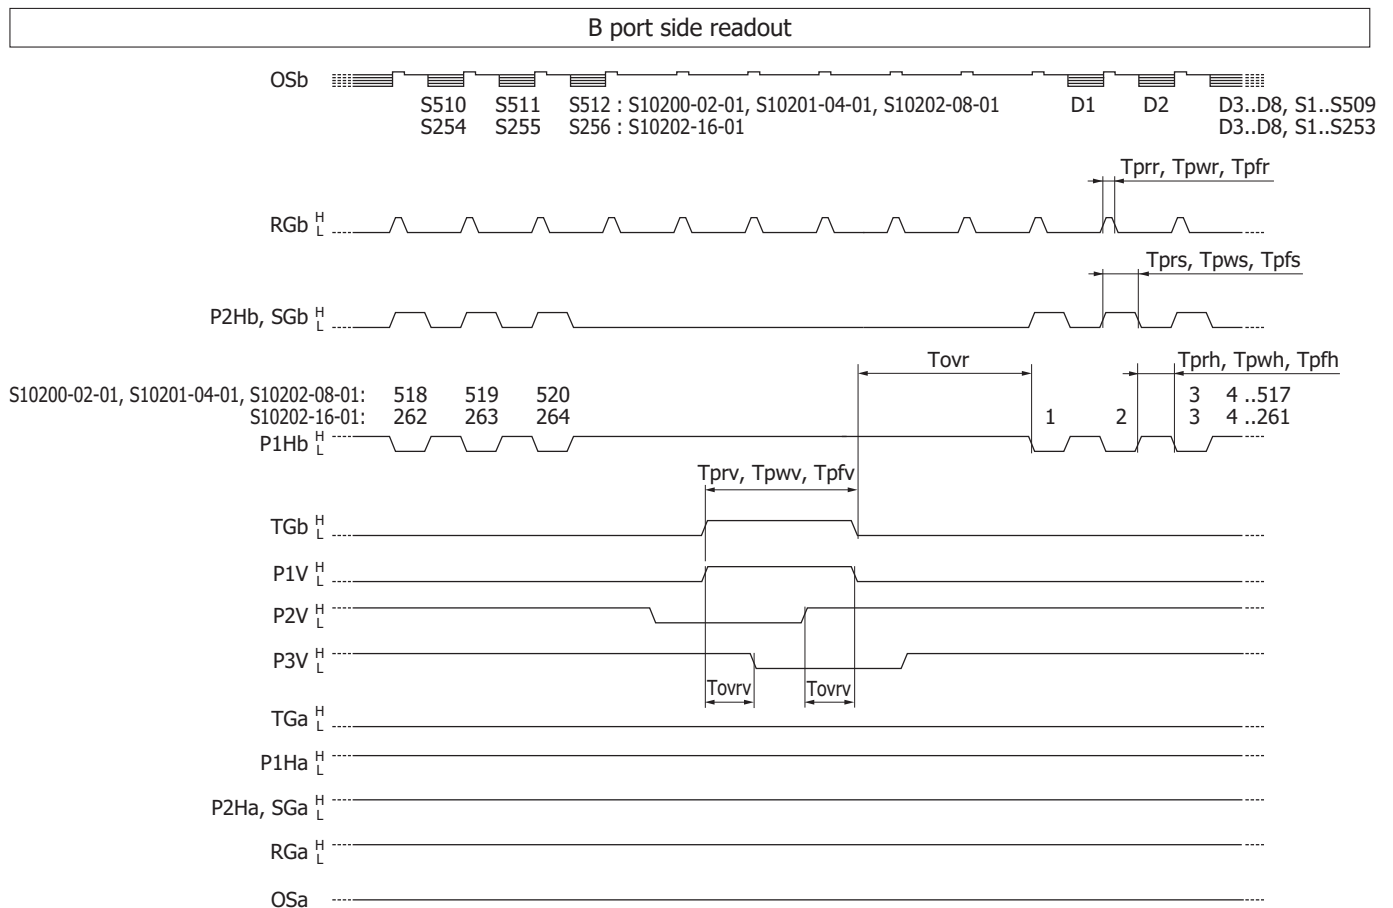 B port side readout
OSb
S510 S511 S512 : S10200-02-01, S10201-04-01, S10202-08-01 D1 D2 D3..D8, S1..S509
S254 S255 S256 : S10202-16-01 D3..D8, S1..S253
Tprr, Tpwr, Tpfr
RGb H L
Tprs, Tpws, Tpfs
P2Hb, SGb H L
Tovr Tprh, Tpwh, Tpfh
S10200-02-01, S10201-04-01, S10202-08-01: 518 519 520 3 4 ..517
S10202-16-01: 262 263 264 1 2 3 4 ..261
P1Hb H L
Tprv, Tpwv, Tpfv
TGb H L
P1V H L
P2V H L
P3V H L
Tovrv Tovrv
TGa H L
P1Ha H L
P2Ha, SGa H L
RGa H L
OSa